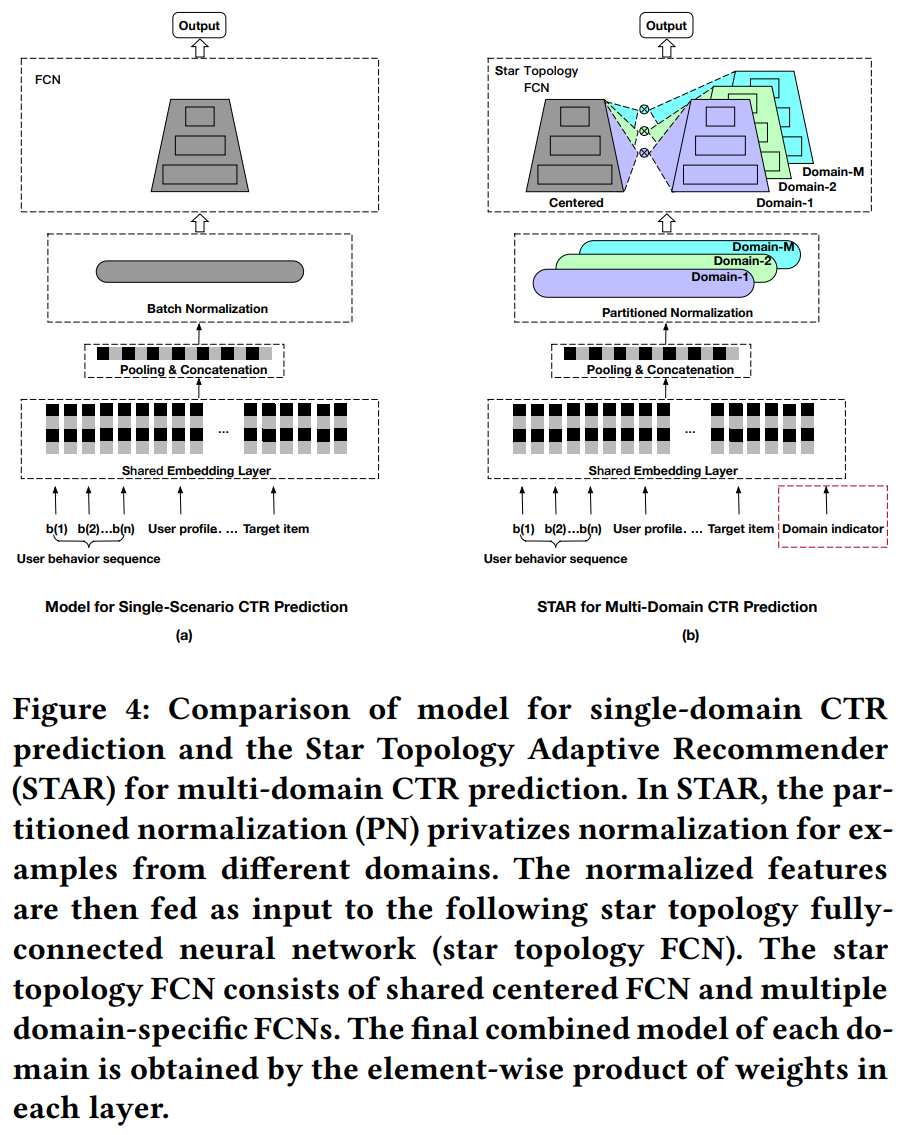 Output
FCN
Batch Normalization
Pooling & Concatenation
...
Shared Embedding Layer
b(1) b(2)...b(n) User profile. ... Target item
User behavior sequence
Model for Single-Scenario CTR Prediction
(a)
Output
Star Topology
FCN
Centered
Domain-M
Domain-2
Domain-1
Domain-M
Domain-2
Domain-1
Partitioned Normalization
Pooling & Concatenation
...
Shared Embedding Layer
b(1) b(2)...b(n) User profile. ... Target item Domain indicator
User behavior sequence
STAR for Multi-Domain CTR Prediction
(b)
Figure 4: Comparison of model for single-domain CTR
prediction and the Star Topology Adaptive Recommender
(STAR) for multi-domain CTR prediction. In STAR, the par-
titioned normalization (PN) privatizes normalization for ex-
amples from different domains. The normalized features
are then fed as input to the following star topology fully-
connected neural network (star topology FCN). The star
topology FCN consists of shared centered FCN and multiple
domain-specific FCNs. The final combined model of each do-
main is obtained by the element-wise product of weights in
each layer.